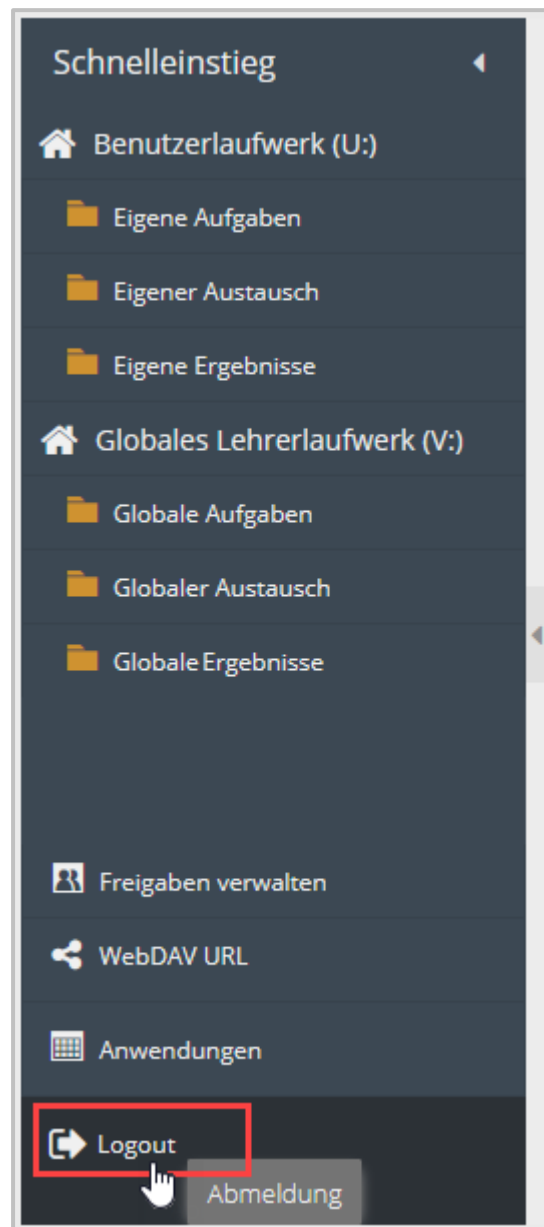 Schnelleinstieg
Benutzerlaufwerk (U:)
Eigene Aufgaben
Eigener Austausch
Eigene Ergebnisse
Globales Lehrerlaufwerk (V:)
Globale Aufgaben
Globaler Austausch
Globale Ergebnisse
Freigaben verwalten
WebDAV URL
Anwendungen
Logout
Abmeldung